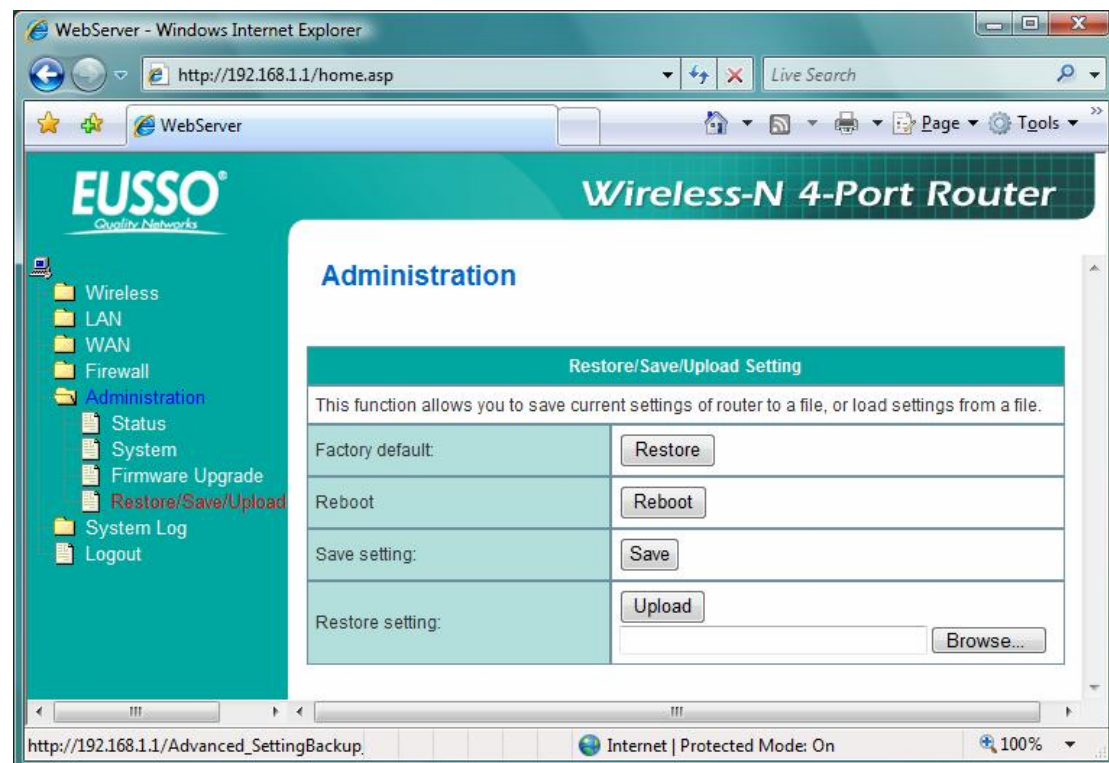 WebServer - Windows Internet Explorer
http://192.168.1.1/home.asp
Live Search
WebServer
Page
Tools
EUSSO®
Quality Networks
Wireless-N 4-Port Router
Wireless
LAN
WAN
Firewall
Administration
Status
System
Firmware Upgrade
Restore/Save/Upload
System Log
Logout
Administration
Restore/Save/Upload Setting
This function allows you to save current settings of router to a file, or load settings from a file.
Factory default:
Restore
Reboot
Reboot
Save setting:
Save
Restore setting:
Upload
Browse...
http://192.168.1.1/Advanced_SettingBackup
Internet | Protected Mode: On
100%